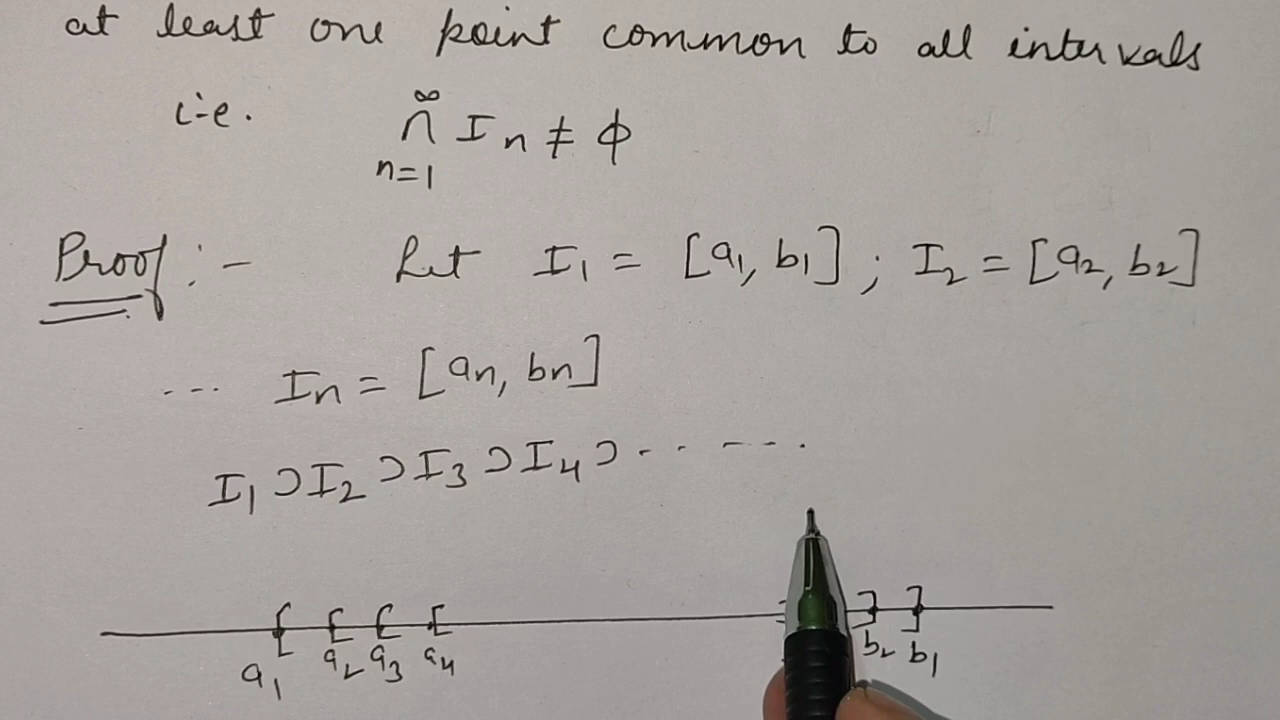 at least one point common to all intervals
i-e. ∞ ∩ n=1 In ≠ ϕ
Proof :- Let I1 = [a1, b1] ; I2 = [a2, b2]
--- In = [an, bn]
I1 ⊃ I2 ⊃ I3 ⊃ I4 ⊃ - - - - - .
[ [ [ [ ] ]
a1 a2 a3 a4 b2 b1